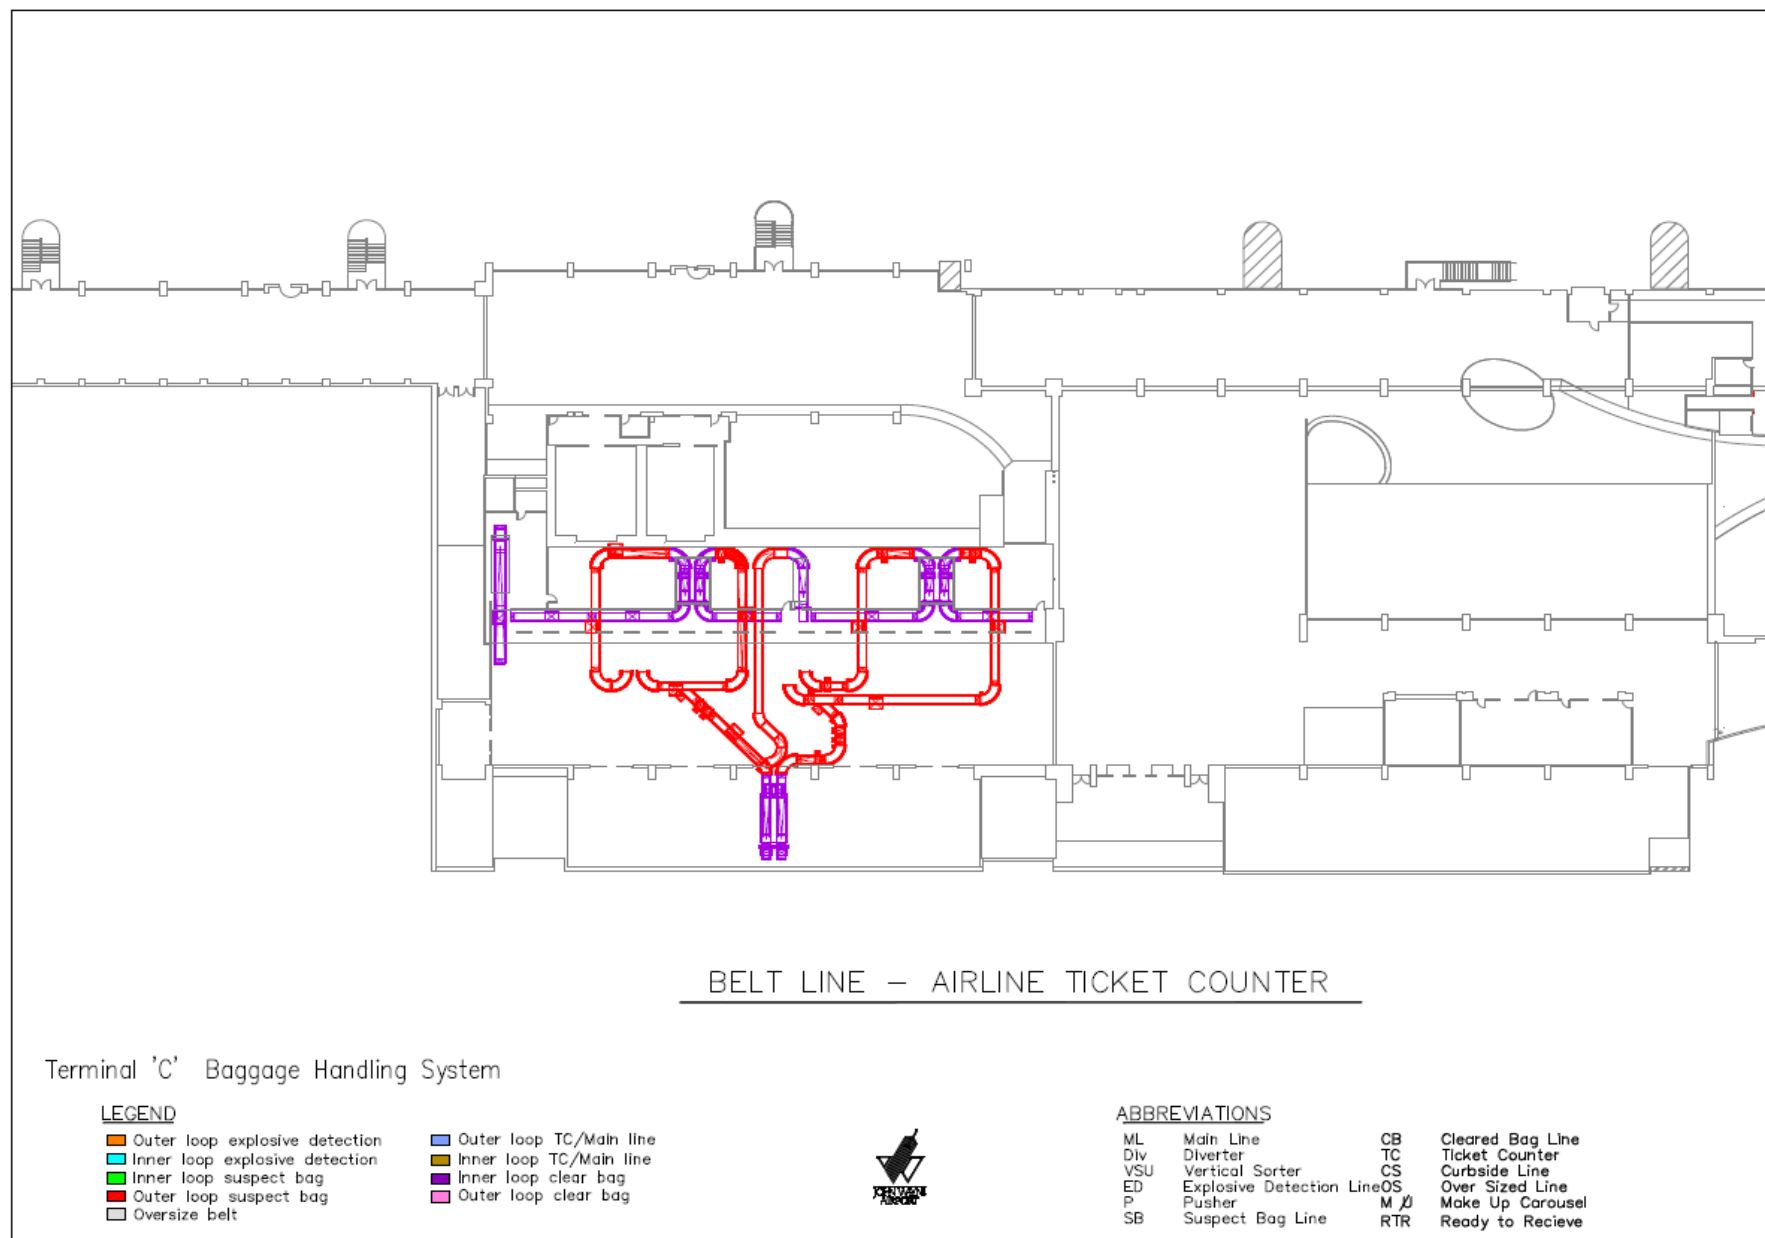 BELT LINE – AIRLINE TICKET COUNTER
Terminal 'C' Baggage Handling System
LEGEND
Outer loop explosive detection
Inner loop explosive detection
Inner loop suspect bag
Outer loop suspect bag
Oversize belt
Outer loop TC/Main line
Inner loop TC/Main line
Inner loop clear bag
Outer loop clear bag
JOHN WAYNE
AIRPORT
ABBREVIATIONS
ML Main Line
Div Diverter
VSU Vertical Sorter
ED Explosive Detection Line
P Pusher
SB Suspect Bag Line
CB Cleared Bag Line
TC Ticket Counter
CS Curbside Line
OS Over Sized Line
M/U Make Up Carousel
RTR Ready to Recieve